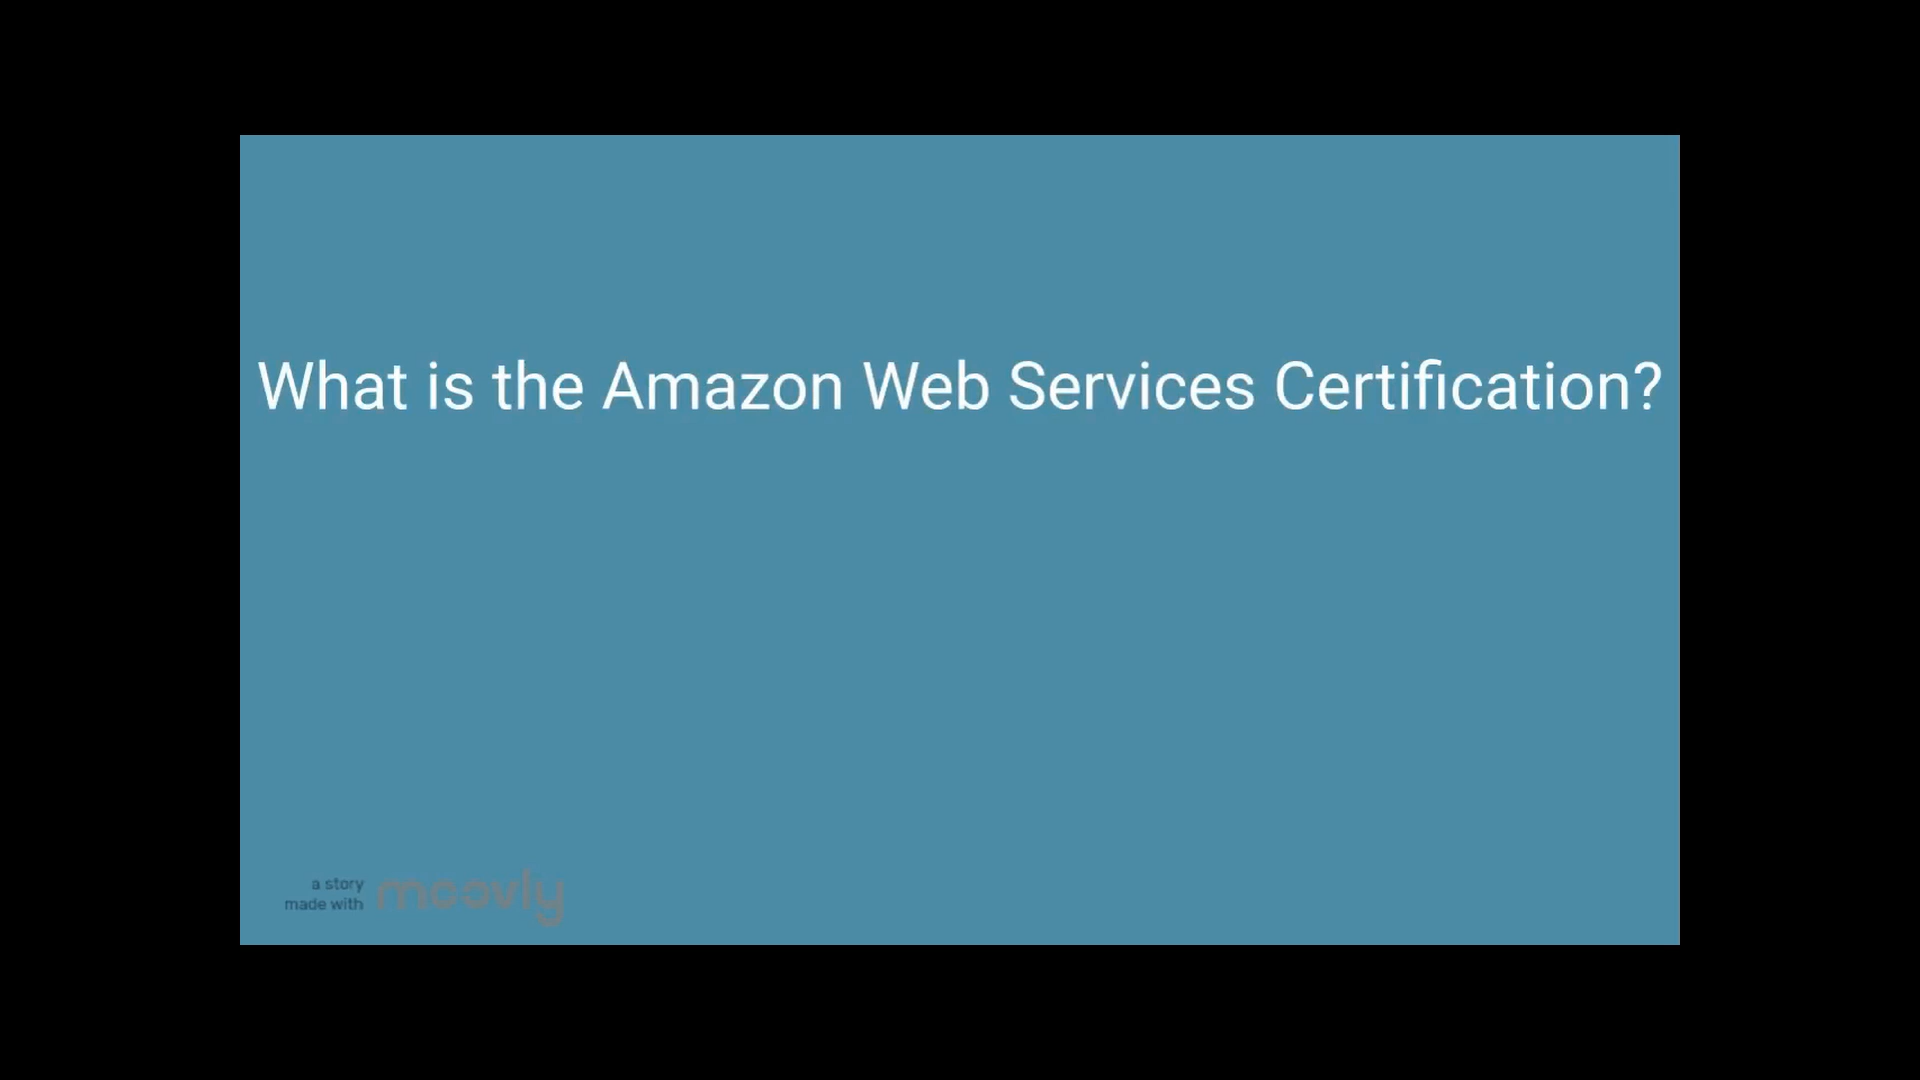 What is the Amazon Web Services Certification?
a story
made with moovly